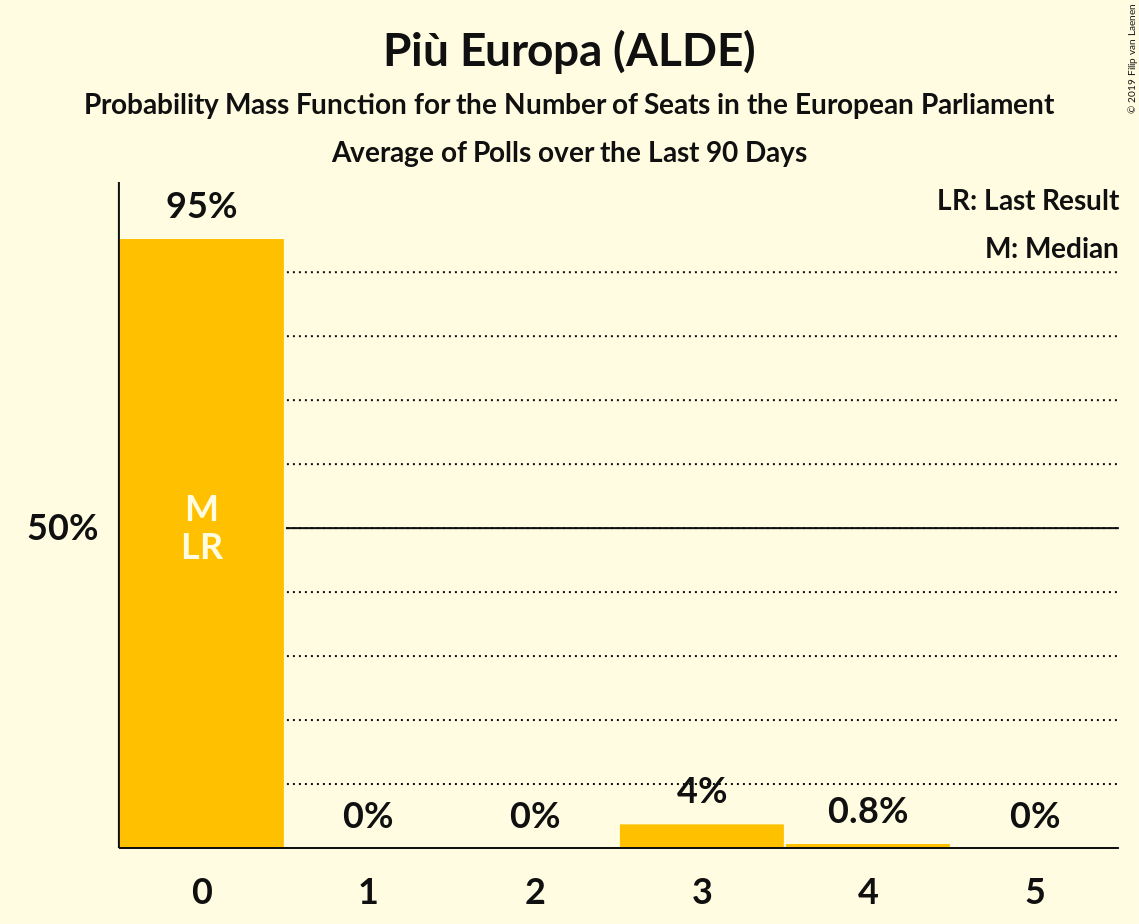 Più Europa (ALDE)
Probability Mass Function for the Number of Seats in the European Parliament
Average of Polls over the Last 90 Days
© 2019 Filip van Laenen
LR: Last Result
M: Median
95%
M
LR
50%
0%
0%
4%
0.8%
0%
0
1
2
3
4
5